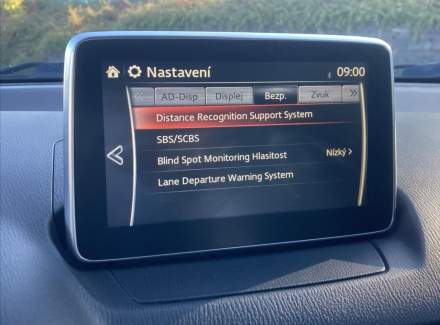 Nastavení 09:00
AD-Disp Displej Bezp. Zvuk
Distance Recognition Support System
SBS/SCBS
Blind Spot Monitoring Hlasitost Nízký
Lane Departure Warning System